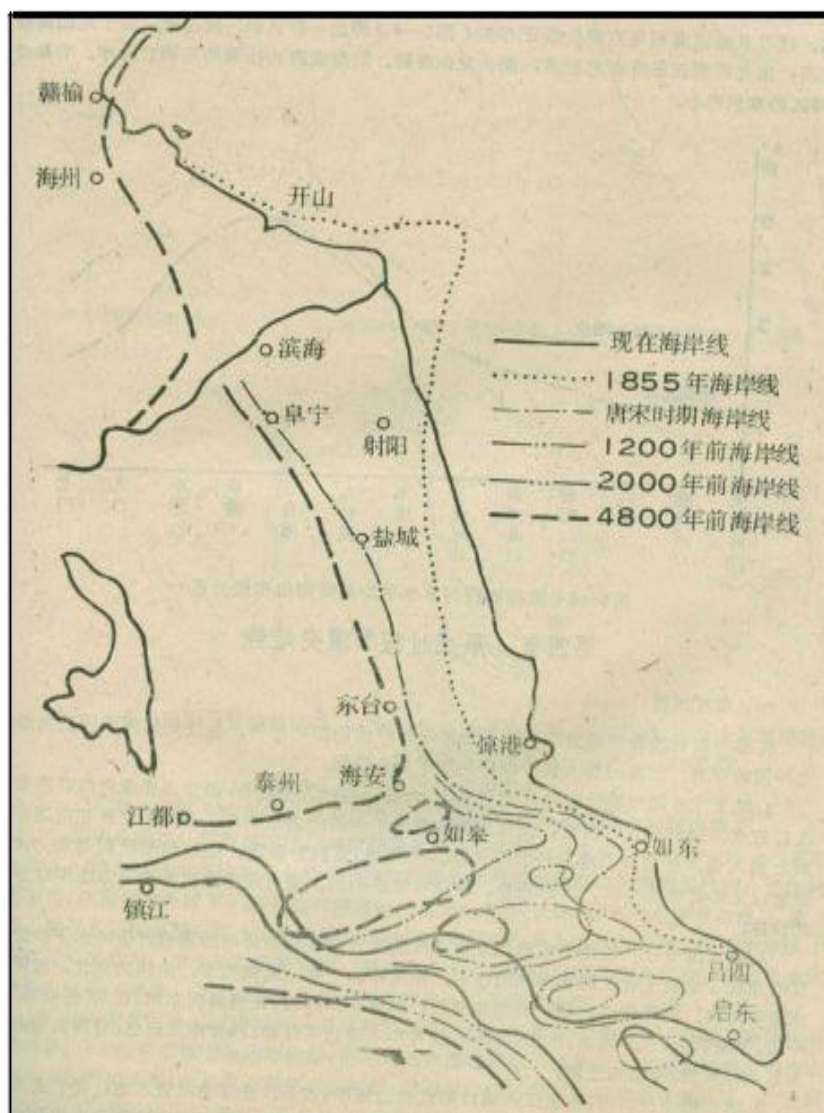 赣榆
海州
开山
滨海
阜宁
射阳
现在海岸线
1855年海岸线
唐宋时期海岸线
1200年前海岸线
2000年前海岸线
4800年前海岸线
盐城
东台
弶港
海安
泰州
江都
如皋
如东
镇江
吕四
启东